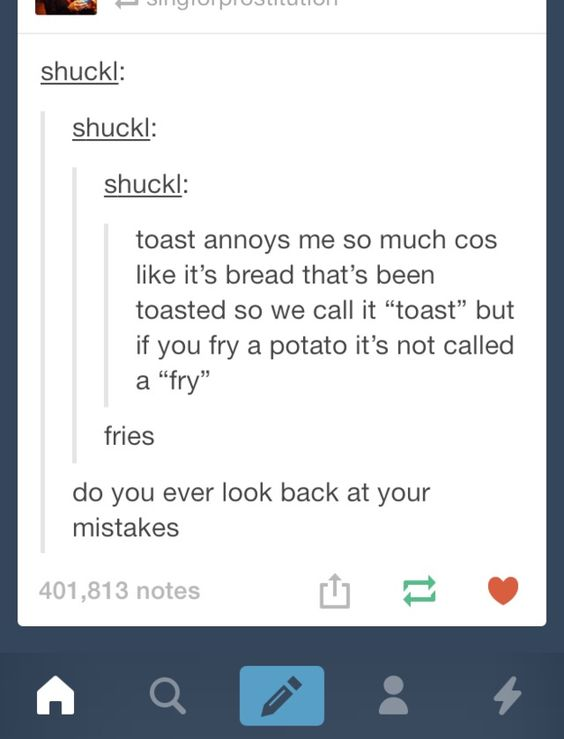 singforprostitution
shuckl:
shuckl:
shuckl:
toast annoys me so much cos
like it’s bread that’s been
toasted so we call it “toast” but
if you fry a potato it’s not called
a “fry”
fries
do you ever look back at your
mistakes
401,813 notes